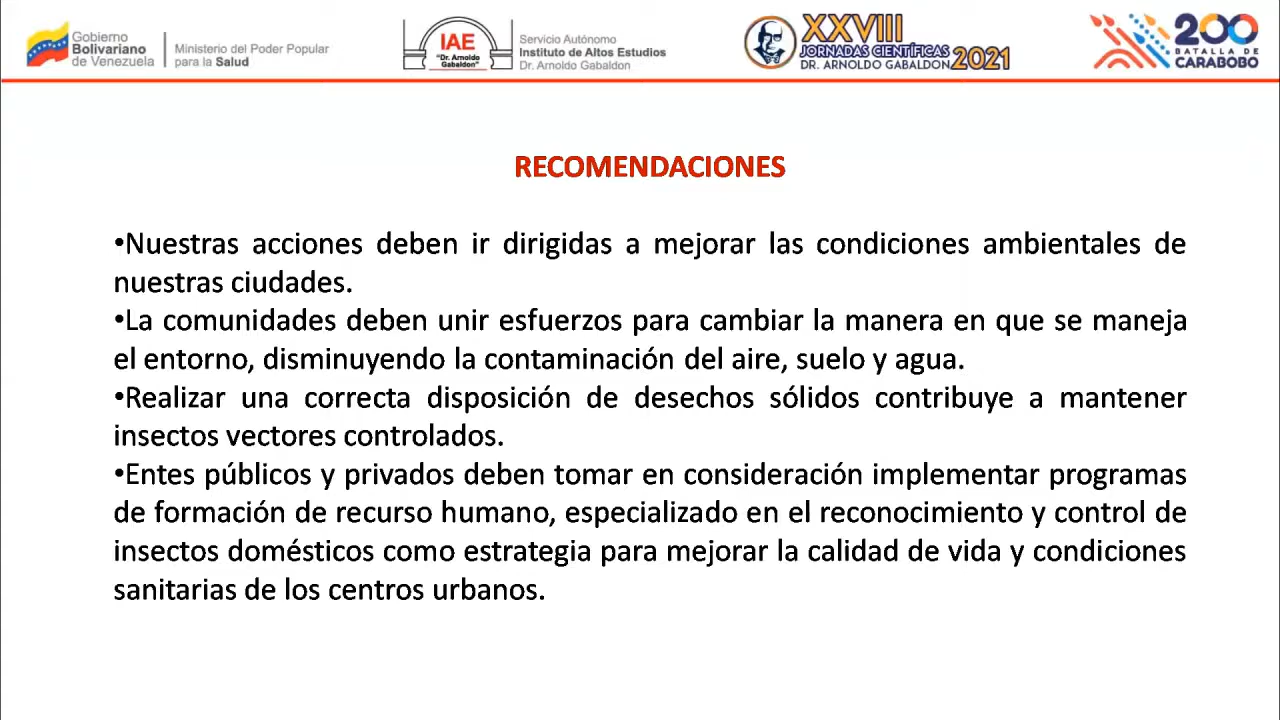 Gobierno
Bolivariano
de Venezuela
Ministerio del Poder Popular
para la Salud
IAE
"Dr. Arnoldo
Gabaldon"
Servicio Autónomo
Instituto de Altos Estudios
Dr. Arnoldo Gabaldon
XXVIII
JORNADAS CIENTÍFICAS
DR. ARNOLDO GABALDON 2021
200
BATALLA DE
CARABOBO
RECOMENDACIONES
•Nuestras acciones deben ir dirigidas a mejorar las condiciones ambientales de
nuestras ciudades.
•La comunidades deben unir esfuerzos para cambiar la manera en que se maneja
el entorno, disminuyendo la contaminación del aire, suelo y agua.
•Realizar una correcta disposición de desechos sólidos contribuye a mantener
insectos vectores controlados.
•Entes públicos y privados deben tomar en consideración implementar programas
de formación de recurso humano, especializado en el reconocimiento y control de
insectos domésticos como estrategia para mejorar la calidad de vida y condiciones
sanitarias de los centros urbanos.